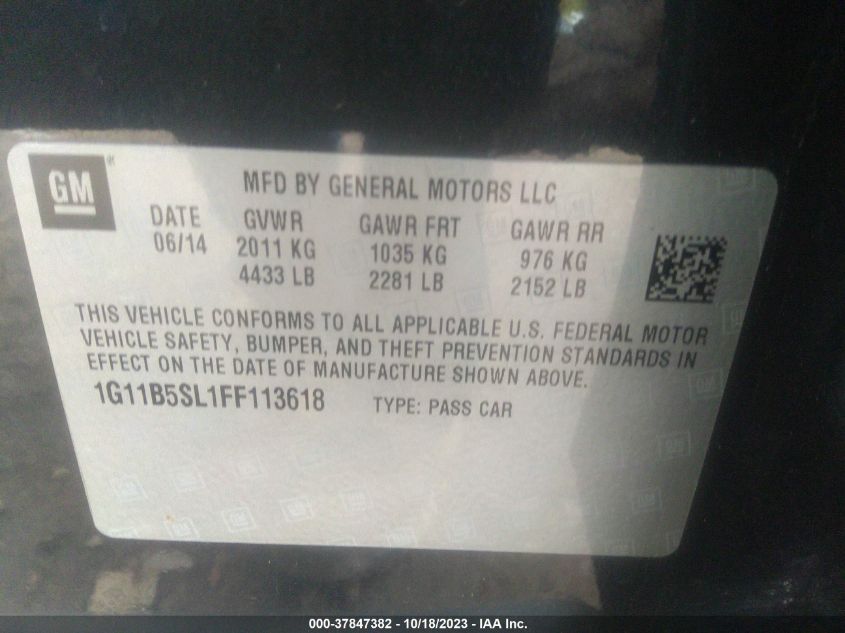 GM
MFD BY GENERAL MOTORS LLC
DATE GVWR GAWR FRT GAWR RR
06/14 2011 KG 1035 KG 976 KG
4433 LB 2281 LB 2152 LB
THIS VEHICLE CONFORMS TO ALL APPLICABLE U.S. FEDERAL MOTOR
VEHICLE SAFETY, BUMPER, AND THEFT PREVENTION STANDARDS IN
EFFECT ON THE DATE OF MANUFACTURE SHOWN ABOVE.
1G11B5SL1FF113618 TYPE: PASS CAR
000-37847382 - 10/18/2023 - IAA Inc.